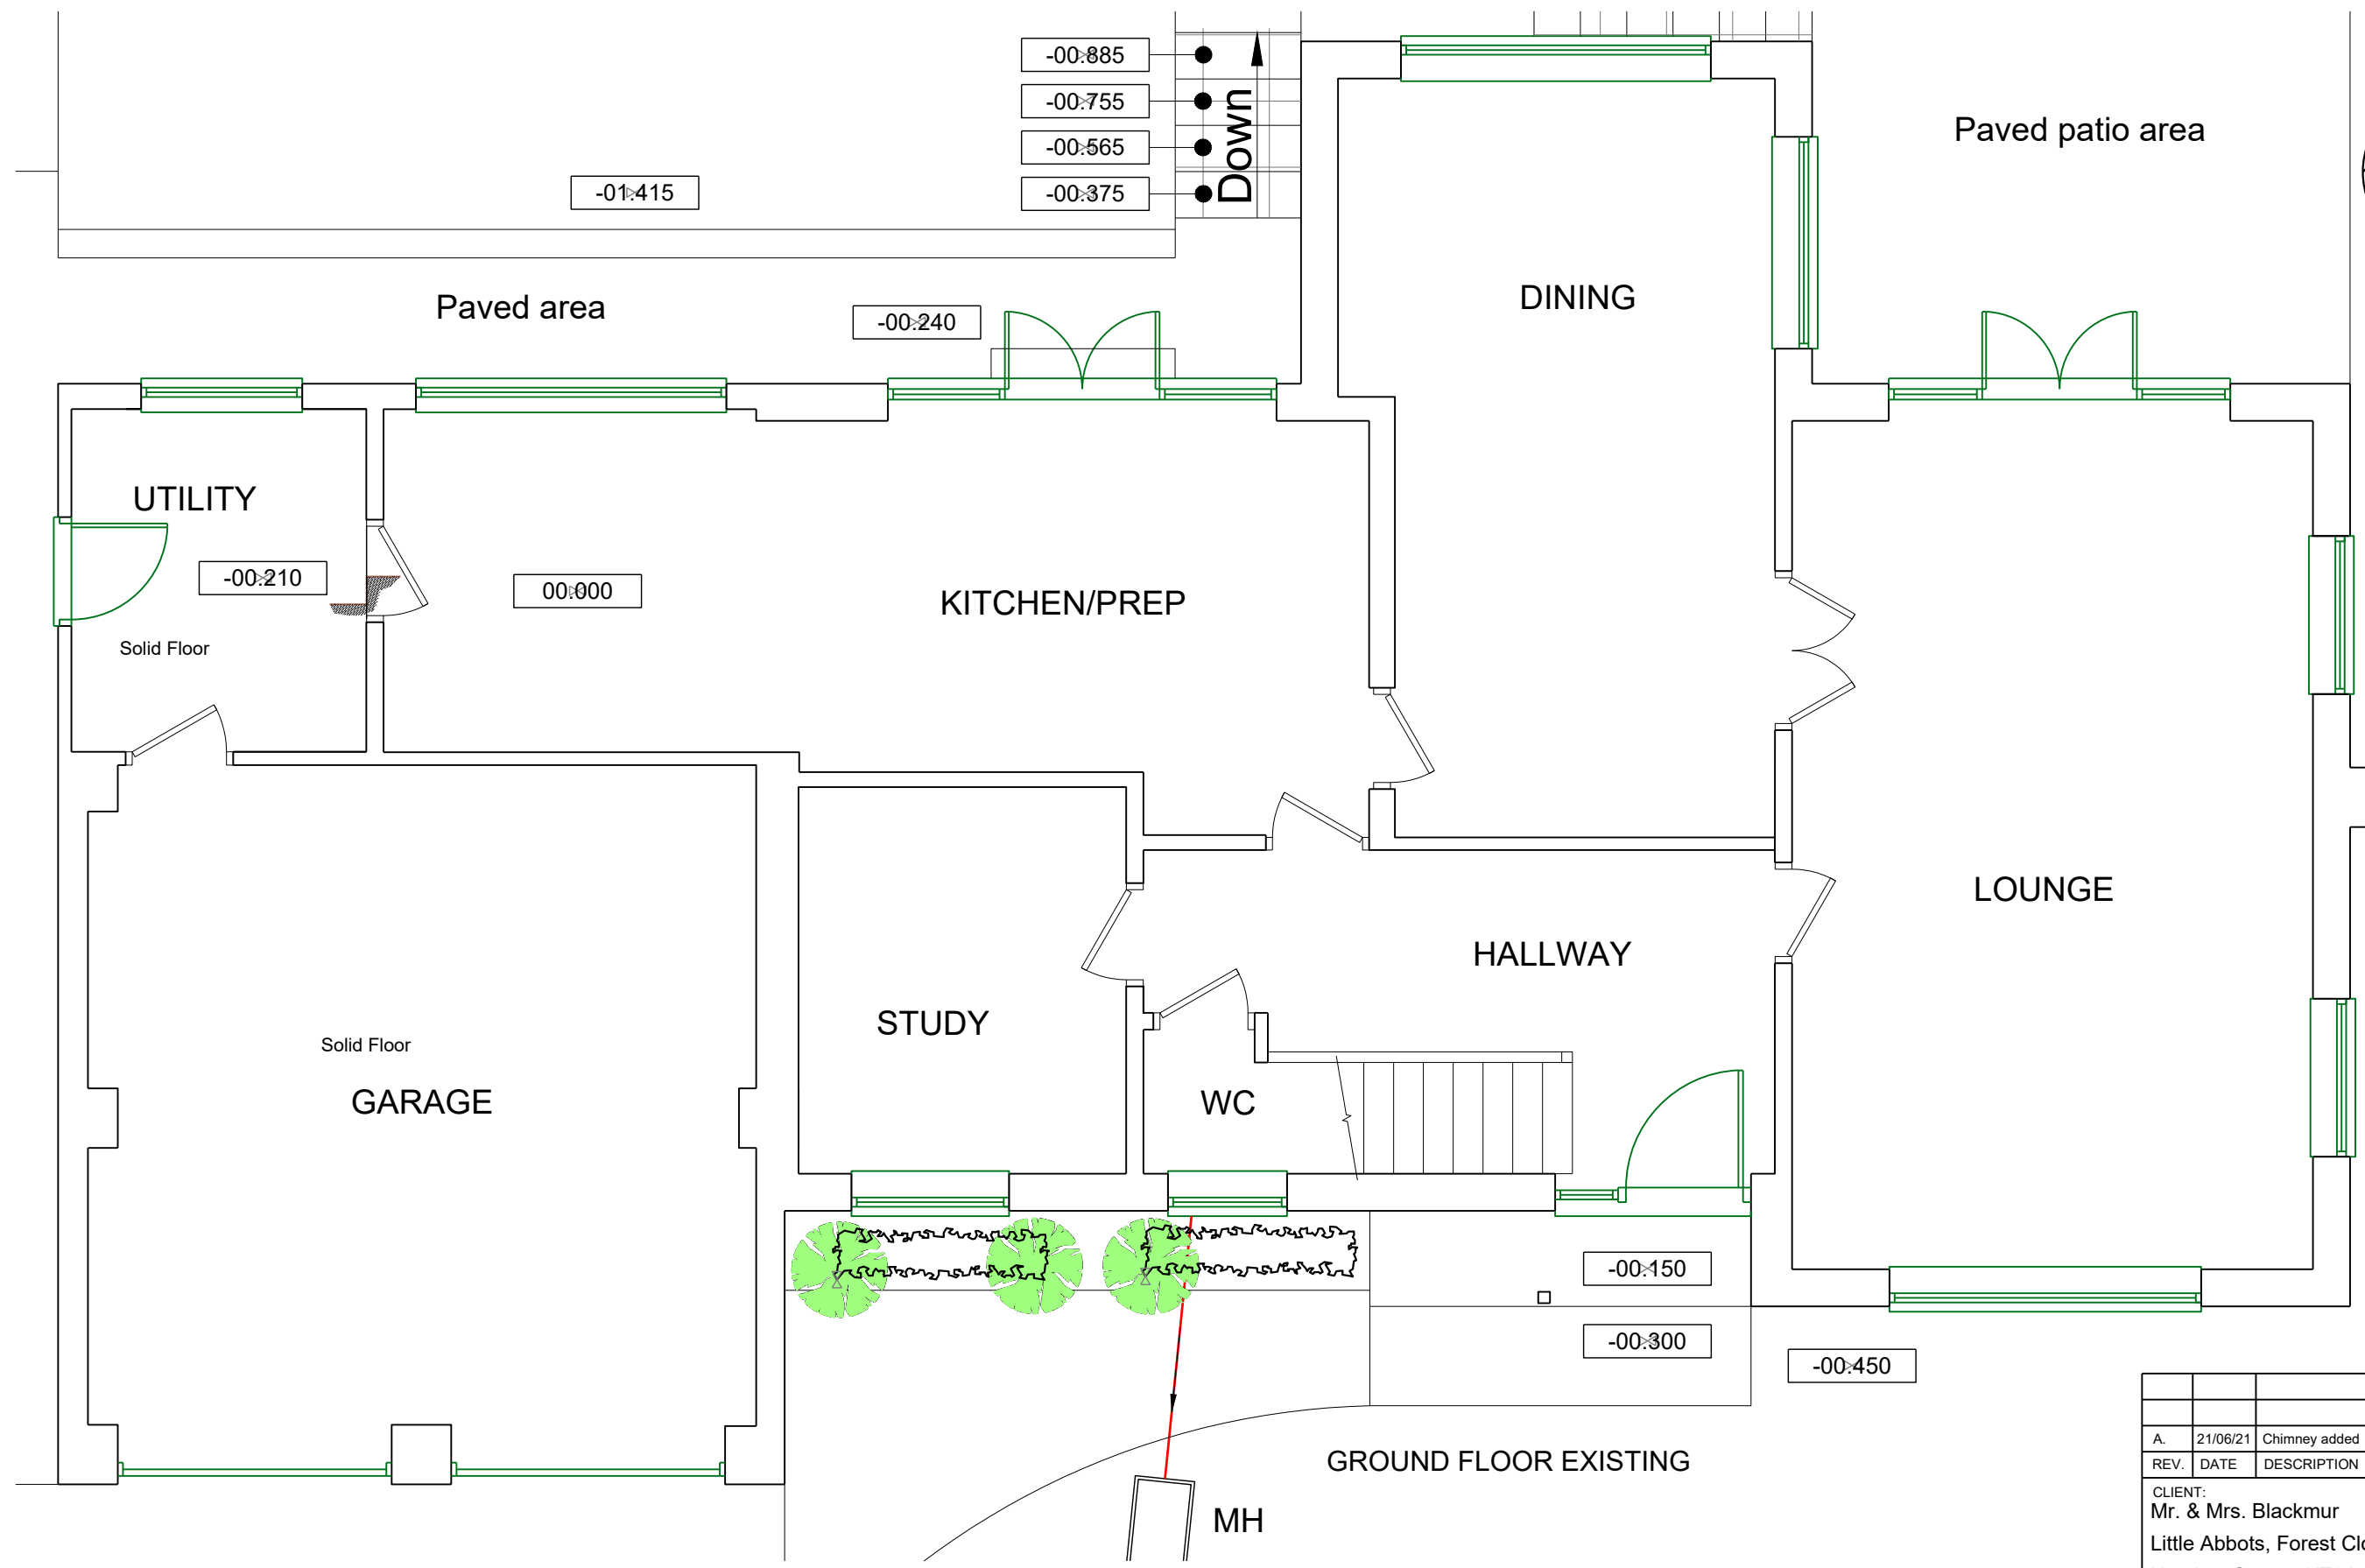 -00.885
-00.755
-00.565
-00.375
Down
-01.415
Paved patio area
Paved area
-00.240
DINING
UTILITY
-00.210
00.000
KITCHEN/PREP
Solid Floor
LOUNGE
HALLWAY
STUDY
Solid Floor
GARAGE
WC
-00.150
-00.300
-00.450
GROUND FLOOR EXISTING
MH
A. 21/06/21 Chimney added
REV. DATE DESCRIPTION
CLIENT:
Mr. & Mrs. Blackmur
Little Abbots, Forest